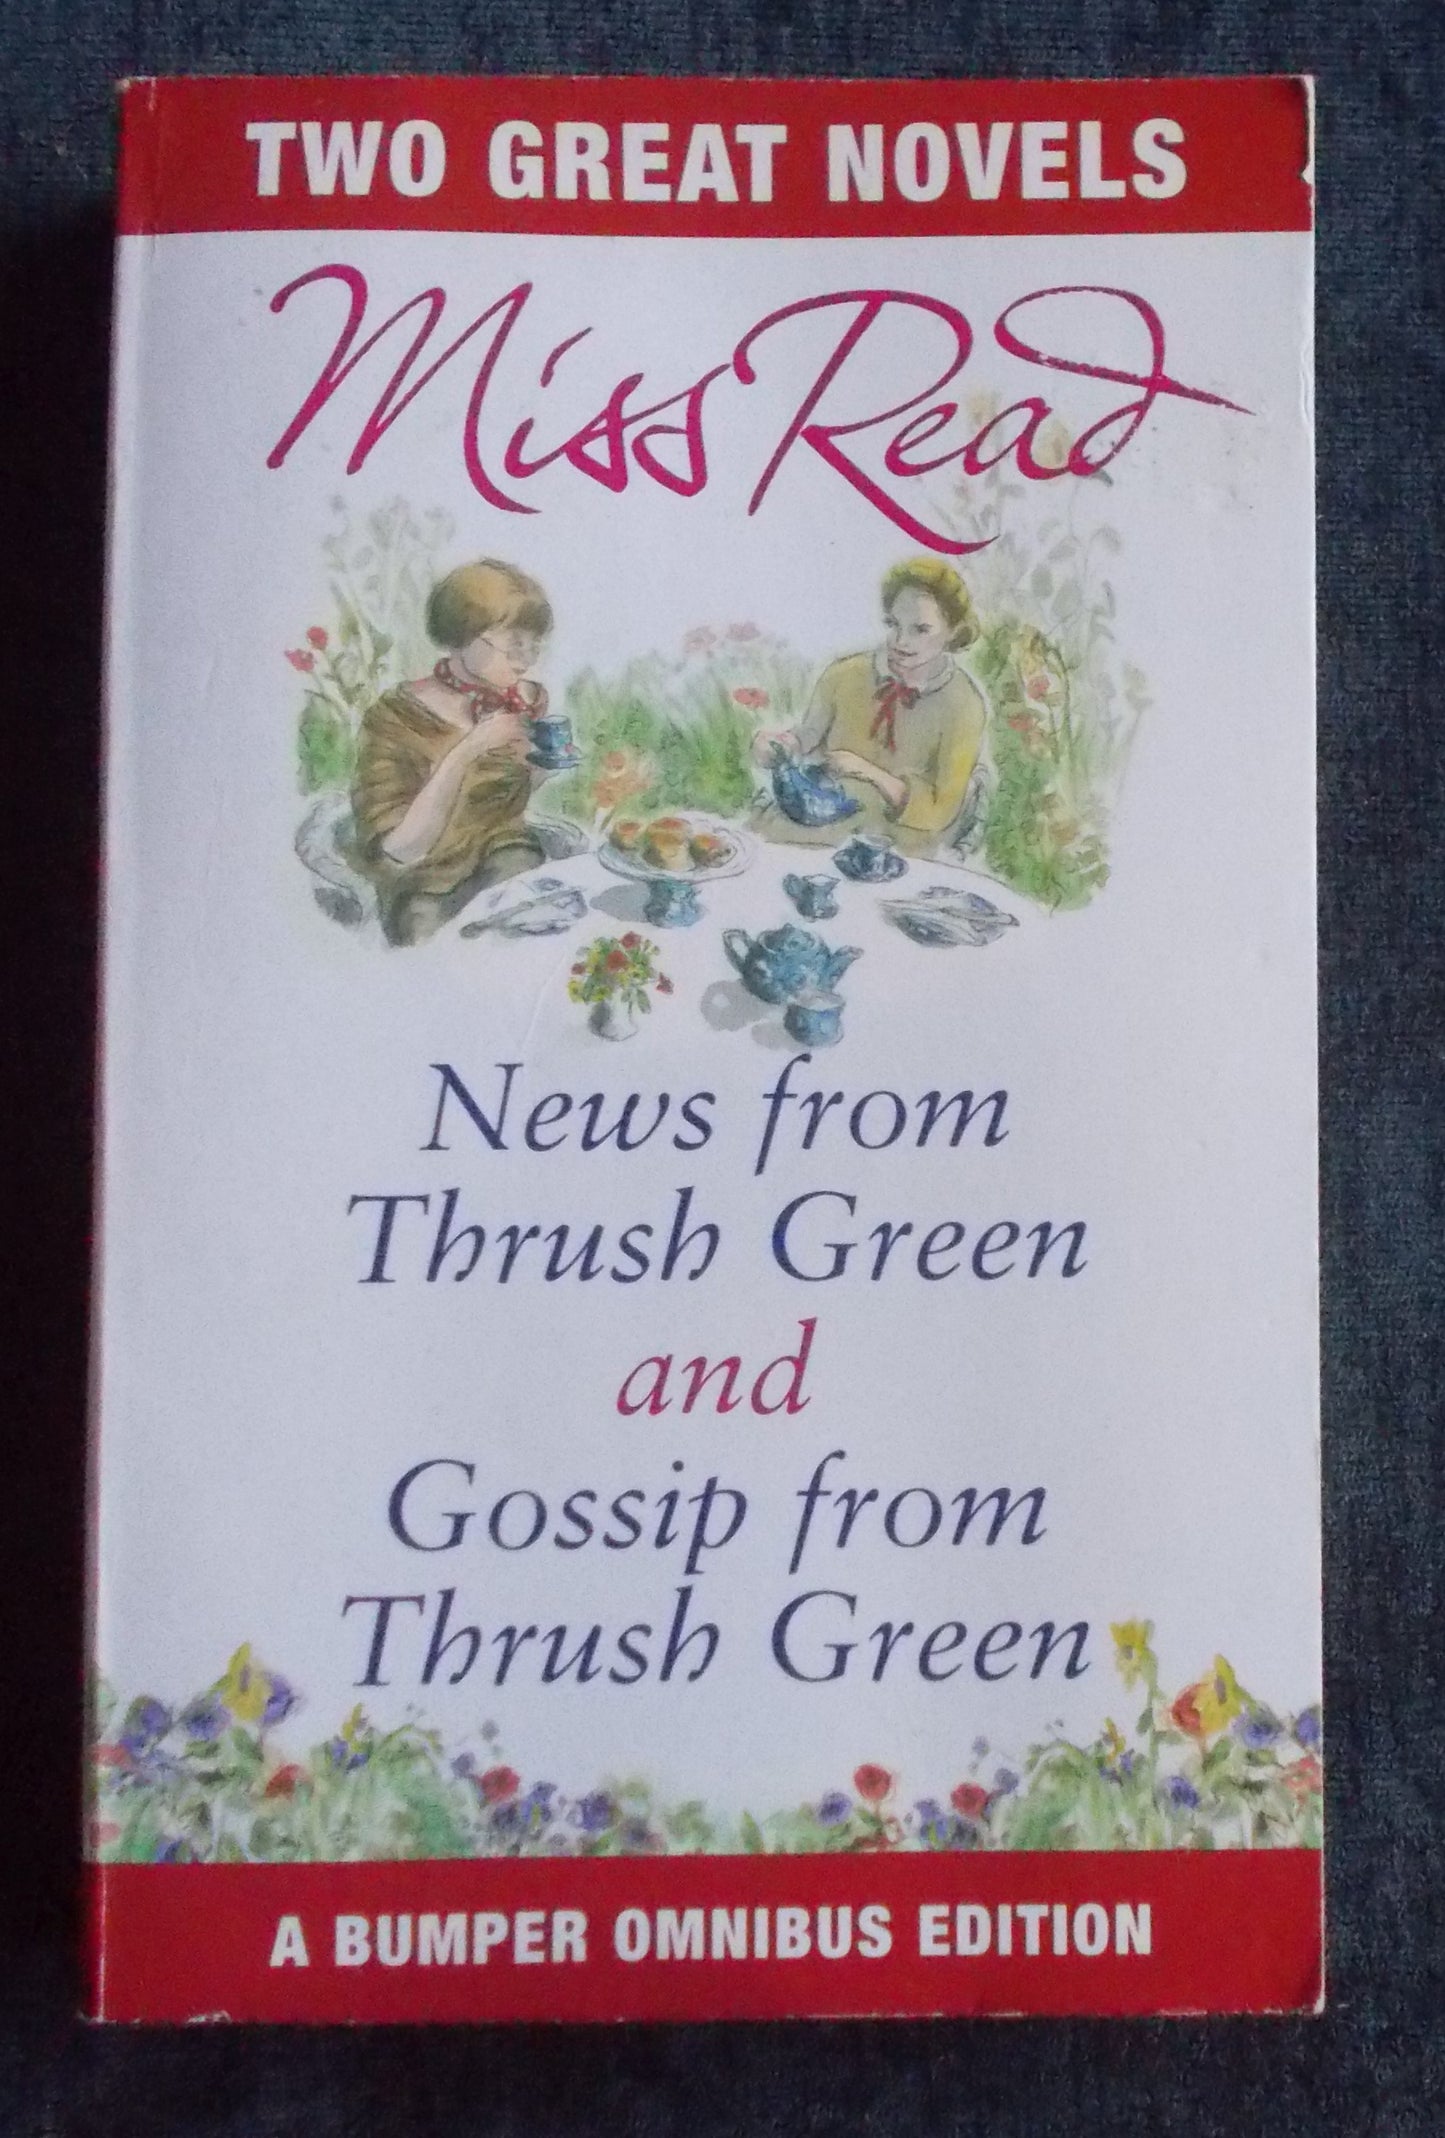 TWO GREAT NOVELS
Miss Read
News from
Thrush Green
and
Gossip from
Thrush Green
A BUMPER OMNIBUS EDITION